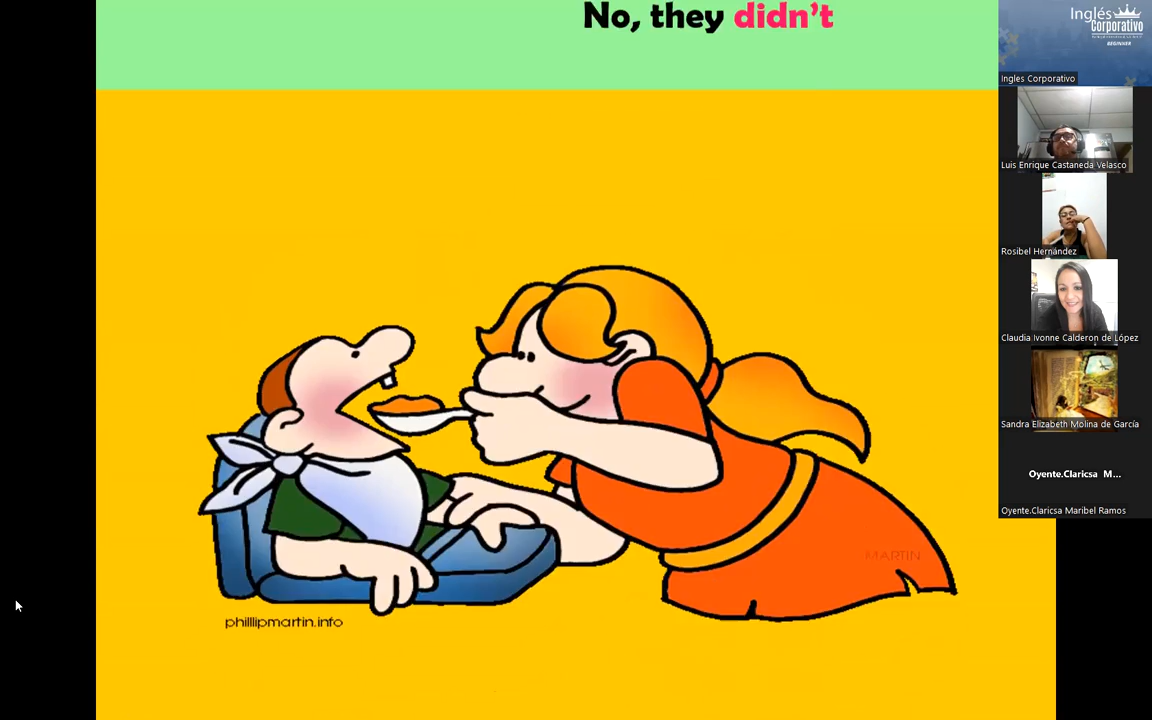 No, they didn't
Inglés
Corporativo
BEGINNER
Ingles Corporativo
Luis Enrique Castaneda Velasco
Rosibel Hernández
Claudia Ivonne Calderon de López
Sandra Elizabeth Molina de García
Oyente.Claricsa M...
Oyente.Claricsa Maribel Ramos
MARTIN
phillipmartin.info